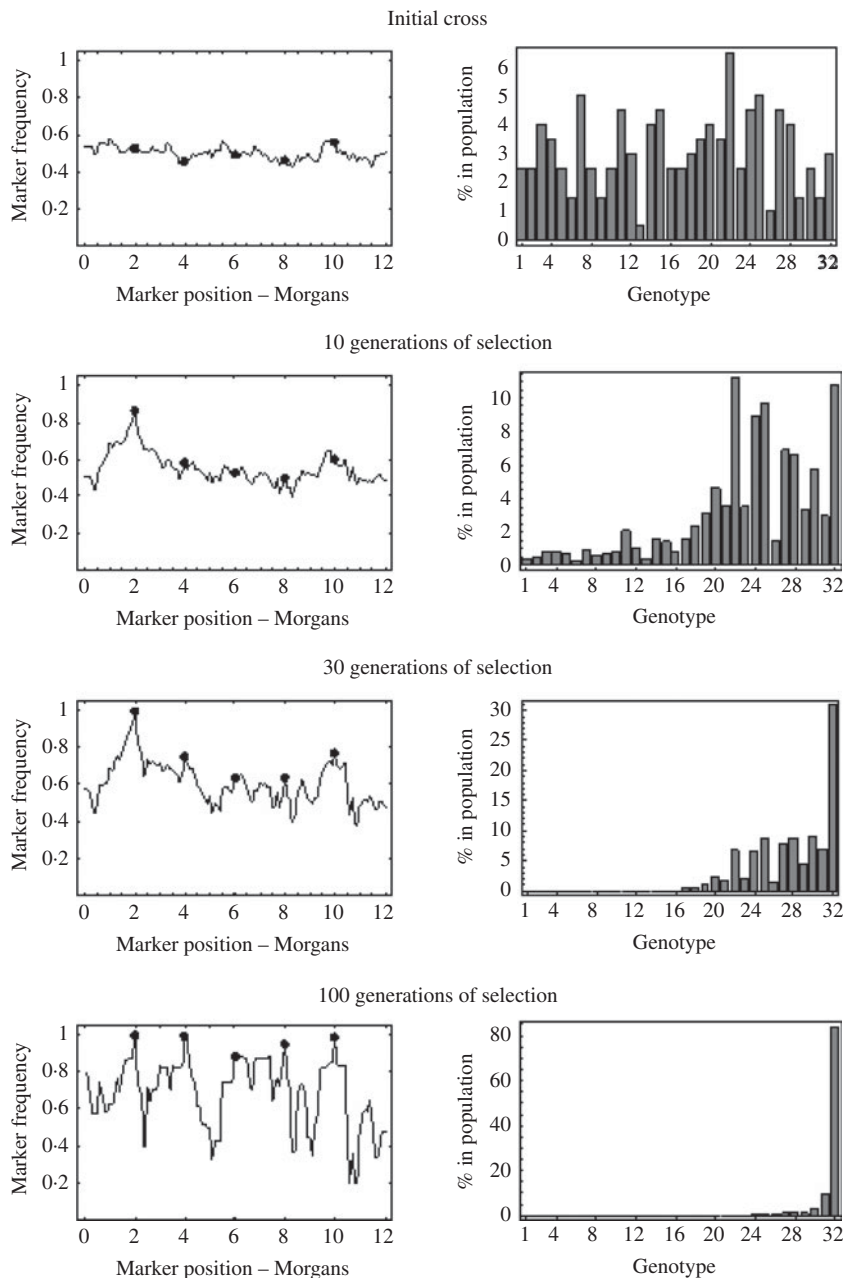 Initial cross
Marker frequency
1
0·8
0·6
0·4
0·2
0 2 4 6 8 10 12
Marker position – Morgans
% in population
6
5
4
3
2
1
0
1 4 8 12 16 20 24 28 32
Genotype
10 generations of selection
Marker frequency
1
0·8
0·6
0·4
0·2
0 2 4 6 8 10 12
Marker position – Morgans
% in population
10
8
6
4
2
0
1 4 8 12 16 20 24 28 32
Genotype
30 generations of selection
Marker frequency
1
0·8
0·6
0·4
0·2
0 2 4 6 8 10 12
Marker position – Morgans
% in population
30
25
20
15
10
5
0
1 4 8 12 16 20 24 28 32
Genotype
100 generations of selection
Marker frequency
1
0·8
0·6
0·4
0·2
0 2 4 6 8 10 12
Marker position – Morgans
% in population
80
60
40
20
0
1 4 8 12 16 20 24 28 32
Genotype